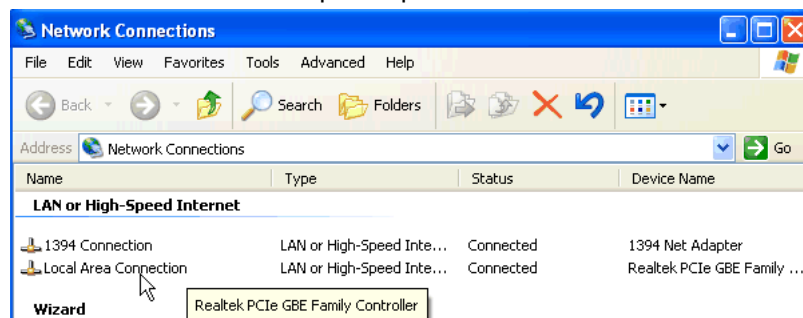 Network Connections
File Edit View Favorites Tools Advanced Help
Back Search Folders
Address Network Connections Go
Name Type Status Device Name
LAN or High-Speed Internet
1394 Connection LAN or High-Speed Inte... Connected 1394 Net Adapter
Local Area Connection LAN or High-Speed Inte... Connected Realtek PCIe GBE Family ...
Wizard Realtek PCIe GBE Family Controller